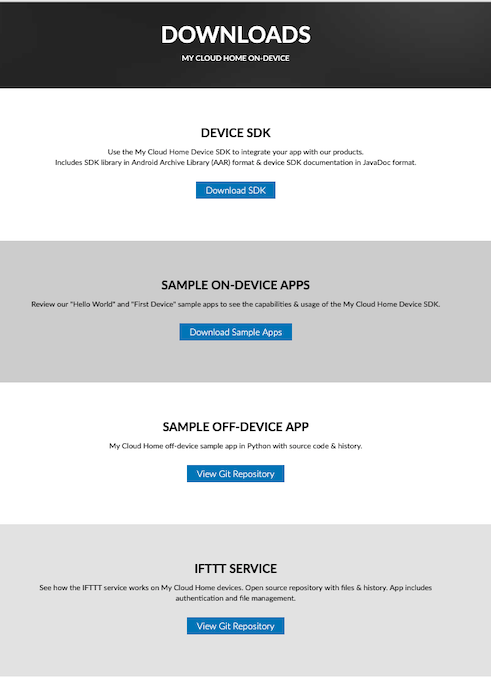 DOWNLOADS
MY CLOUD HOME ON-DEVICE
DEVICE SDK
Use the My Cloud Home Device SDK to integrate your app with our products.
Includes SDK library in Android Archive Library (AAR) format & device SDK documentation in JavaDoc format.
Download SDK
SAMPLE ON-DEVICE APPS
Review our "Hello World" and "First Device" sample apps to see the capabilities & usage of the My Cloud Home Device SDK.
Download Sample Apps
SAMPLE OFF-DEVICE APP
My Cloud Home off-device sample app in Python with source code & history.
View Git Repository
IFTTT SERVICE
See how the IFTTT service works on My Cloud Home devices. Open source repository with files & history. App includes
authentication and file management.
View Git Repository